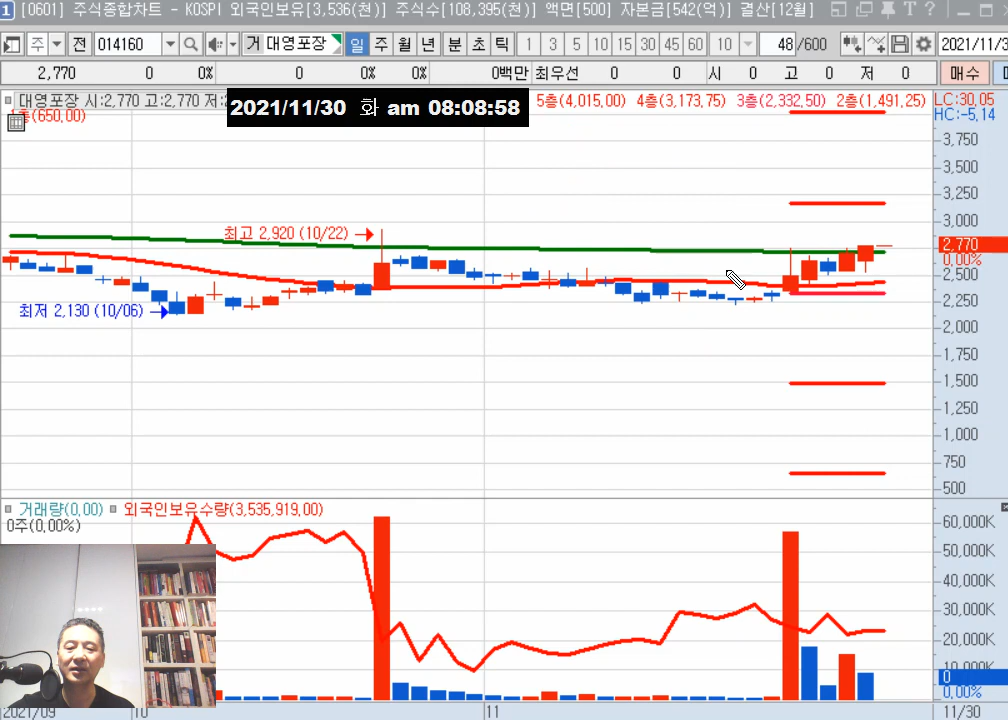 1 [0601] 주식종합차트 - KOSPI 외국인보유[3,536(천)] 주식수[108,395(천)] 액면[500] 자본금[542(억)] 결산[12월]
주 전 014160 거 대영포장 일 주 월 년 분 초 틱 1 3 5 10 15 30 45 60 10 48 /600 2021/11/3
2,770 0 0% 0 0% 0% 0백만 최우선 0 0 시 0 고 0 저 0 매수
대영포장 시:2,770 고:2,770 저:
2021/11/30 화 am 08:08:58
5층(4,015,00) 4층(3,173,75) 3층(2,332,50) 2층(1,491,25)
(650,00)
LC:30,05
HC:-5,14
3,750
3,500
3,250
3,000
최고 2,920 (10/22)
2,770
0,00%
2,500
최저 2,130 (10/06)
2,250
2,000
1,750
1,500
1,250
1,000
750
500
거래량(0,00) 외국인보유수량(3,535,919,00)
0주(0,00%)
60,000K
50,000K
40,000K
30,000K
20,000K
10,000K
0
0,00%
2021/09 10 11 11/30